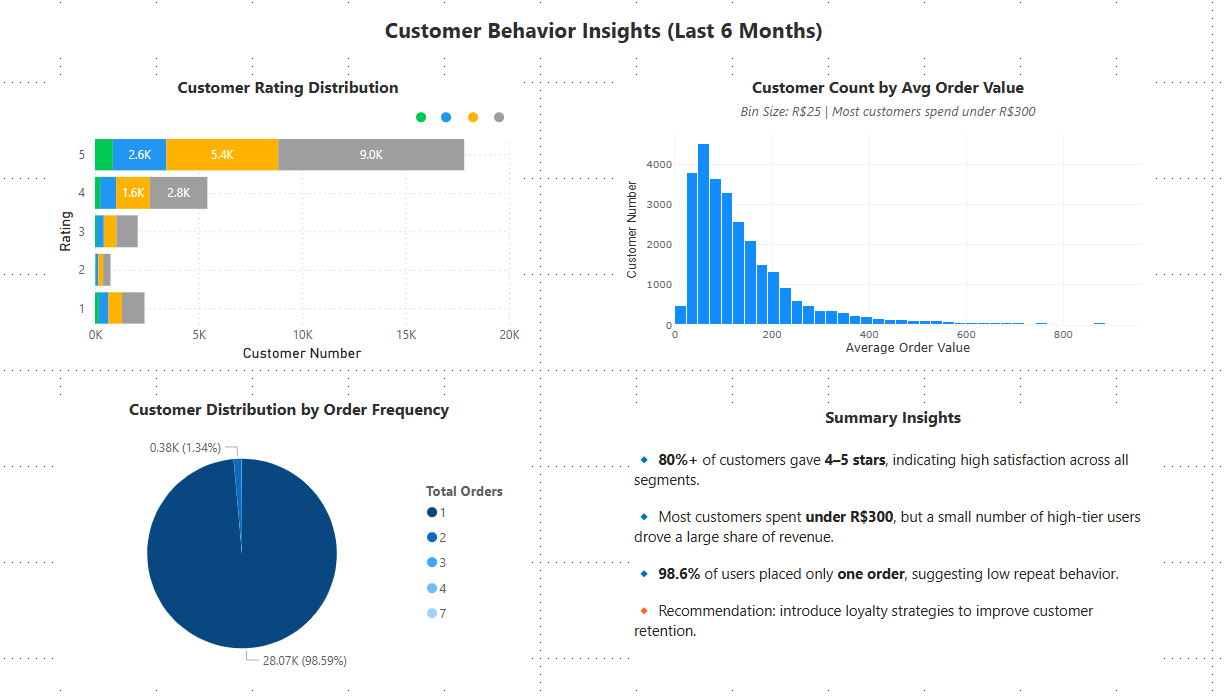 Customer Behavior Insights (Last 6 Months)
Customer Rating Distribution
5
2.6K
5.4K
9.0K
4
1.6K
2.8K
3
2
1
Rating
0K
5K
10K
15K
20K
Customer Number
Customer Count by Avg Order Value
Bin Size: R$25 | Most customers spend under R$300
4000
3000
2000
1000
0
Customer Number
0
200
400
600
800
Average Order Value
Customer Distribution by Order Frequency
0.38K (1.34%)
28.07K (98.59%)
Total Orders
1
2
3
4
7
Summary Insights
80%+ of customers gave 4–5 stars, indicating high satisfaction across all
segments.
Most customers spent under R$300, but a small number of high-tier users
drove a large share of revenue.
98.6% of users placed only one order, suggesting low repeat behavior.
Recommendation: introduce loyalty strategies to improve customer
retention.